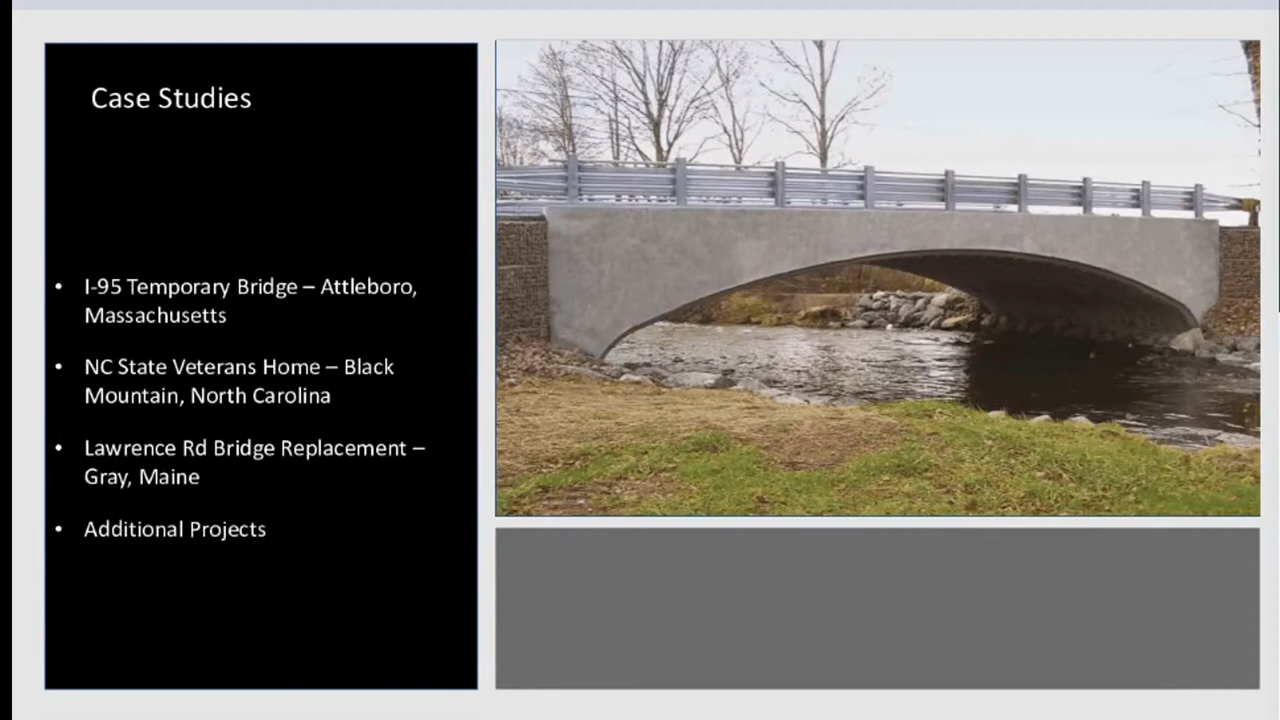 Case Studies
• I-95 Temporary Bridge – Attleboro,
Massachusetts
• NC State Veterans Home – Black
Mountain, North Carolina
• Lawrence Rd Bridge Replacement –
Gray, Maine
• Additional Projects